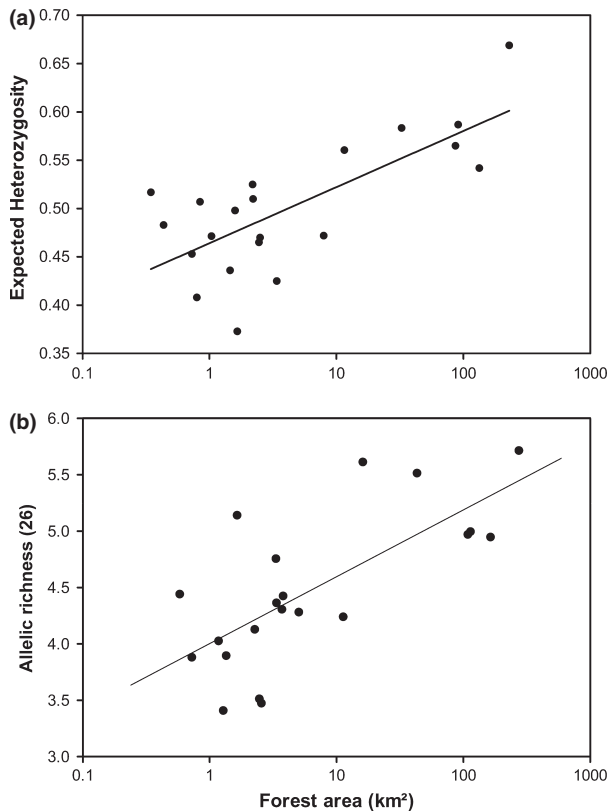 (a)
0.70
0.65
0.60
0.55
0.50
0.45
0.40
0.35
Expected Heterozygosity
0.1 1 10 100 1000
(b)
6.0
5.5
5.0
4.5
4.0
3.5
3.0
Allelic richness (26)
0.1 1 10 100 1000
Forest area (km²)